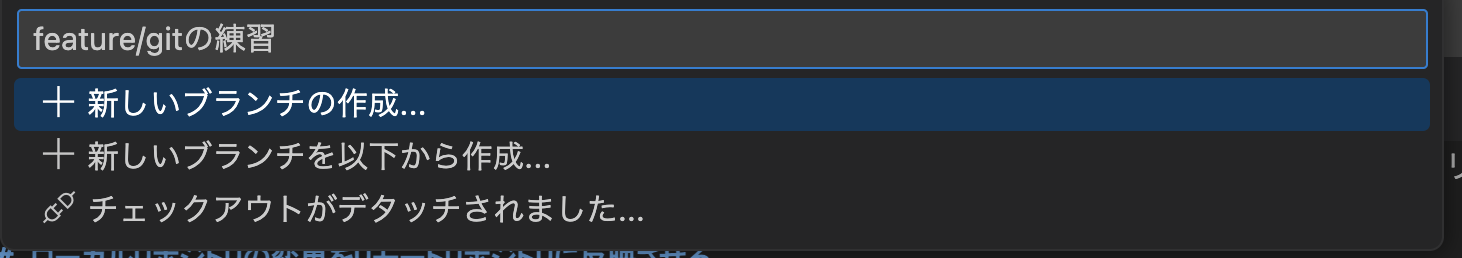 feature/gitの練習
新しいブランチの作成...
新しいブランチを以下から作成...
チェックアウトがデタッチされました...